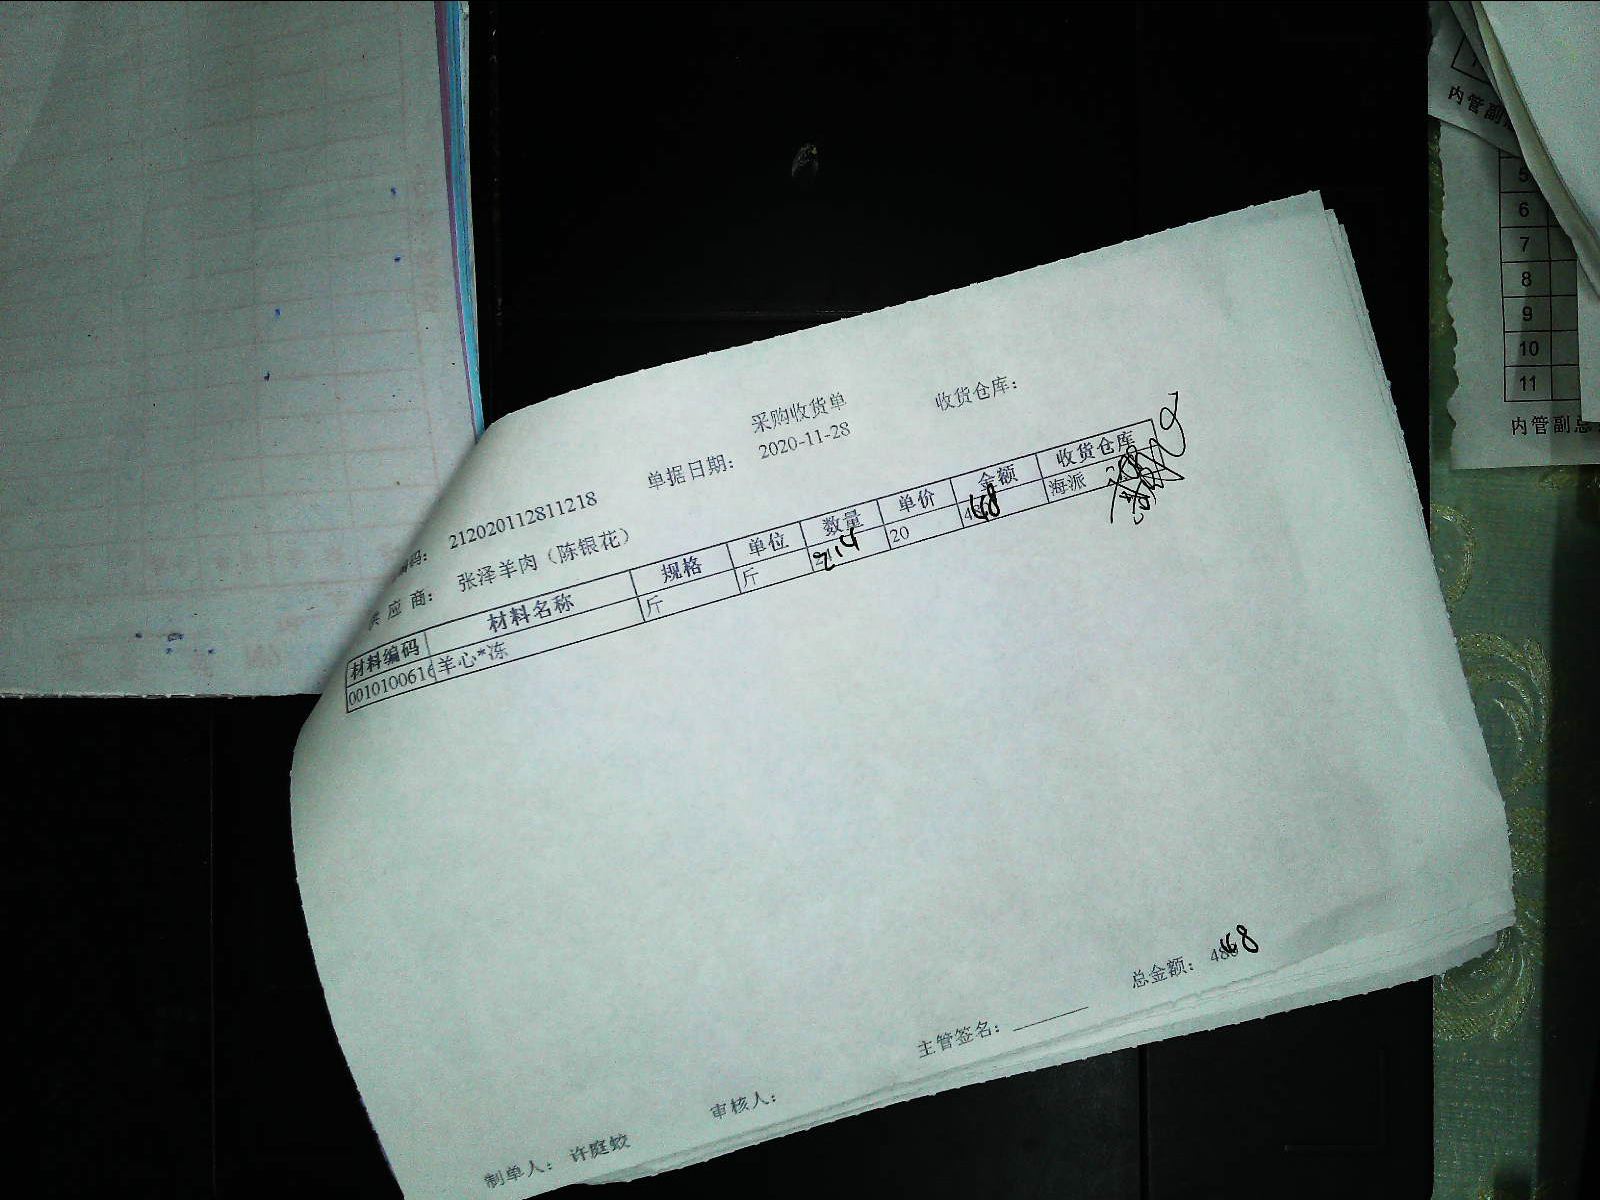 采购收货单
收货仓库：
编码： 212020112811218
单据日期： 2020-11-28
供 应 商： 张泽羊肉（陈银花）
材料编码 材料名称 规格 单位 数量 单价 金额 收货仓库
0010100616 羊心*冻 斤 斤 20 海派
总金额：
主管签名：
审核人：
制单人： 许庭蛟
内管副
5
6
7
8
9
10
11
内管副总